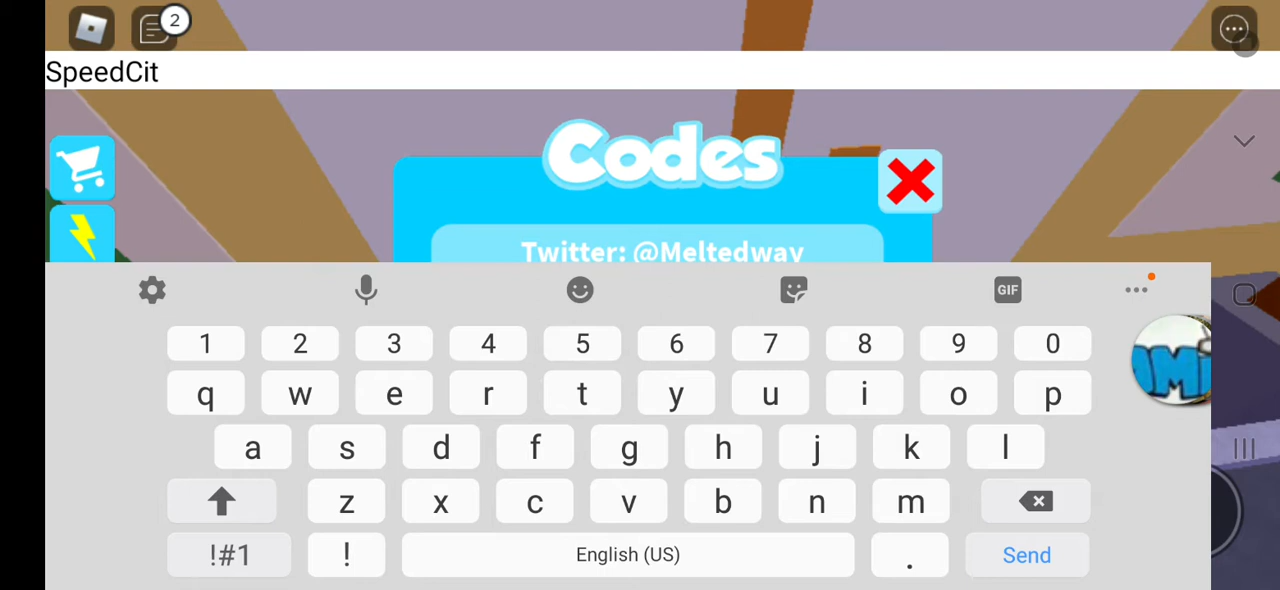 2
SpeedCit
Codes
Twitter: @Meltedway
GIF
1 2 3 4 5 6 7 8 9 0
q w e r t y u i o p
a s d f g h j k l
z x c v b n m
!#1 ! English (US) . Send